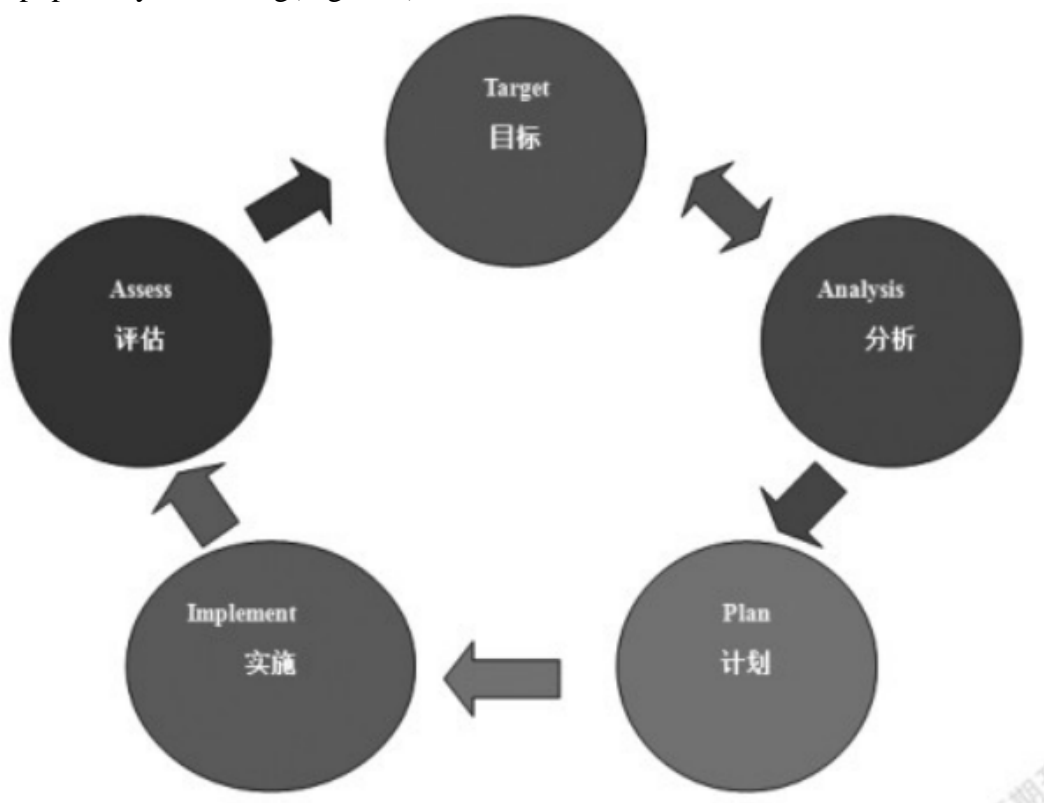 Target
目标
Analysis
分析
Plan
计划
Implement
实施
Assess
评估